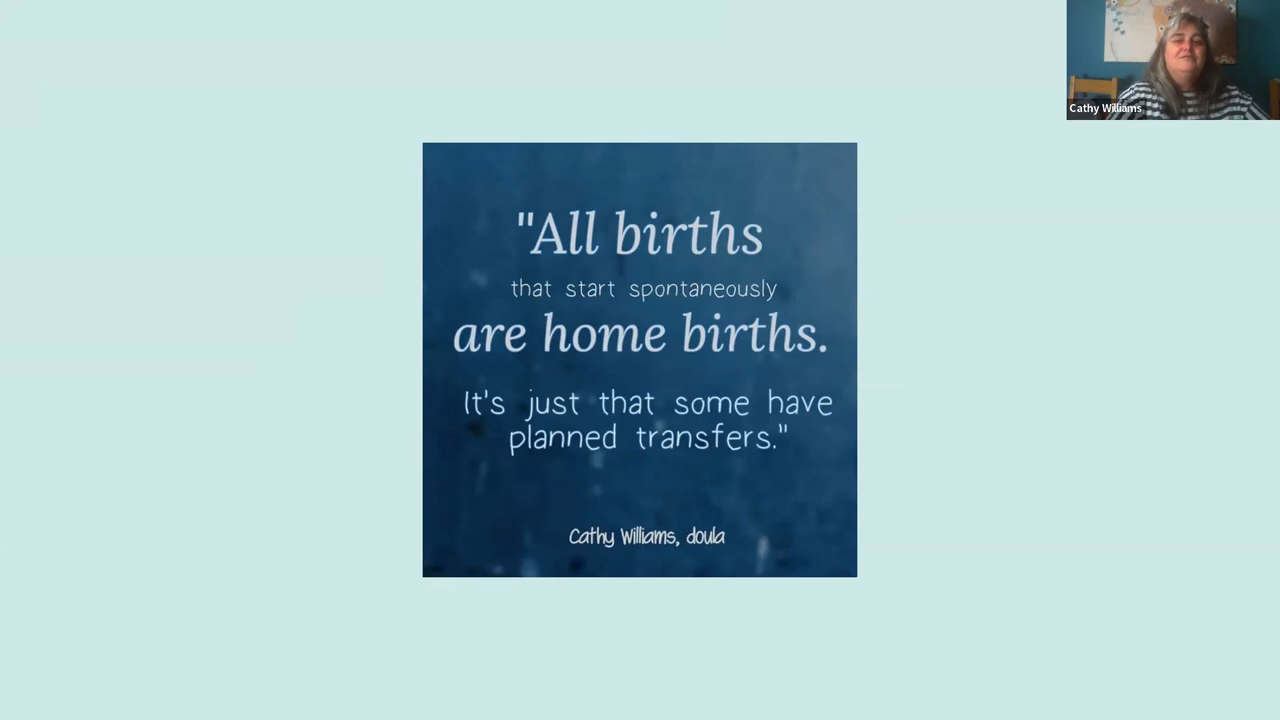 Cathy Williams
"All births
that start spontaneously
are home births.
It's just that some have
planned transfers."
Cathy Williams, doula